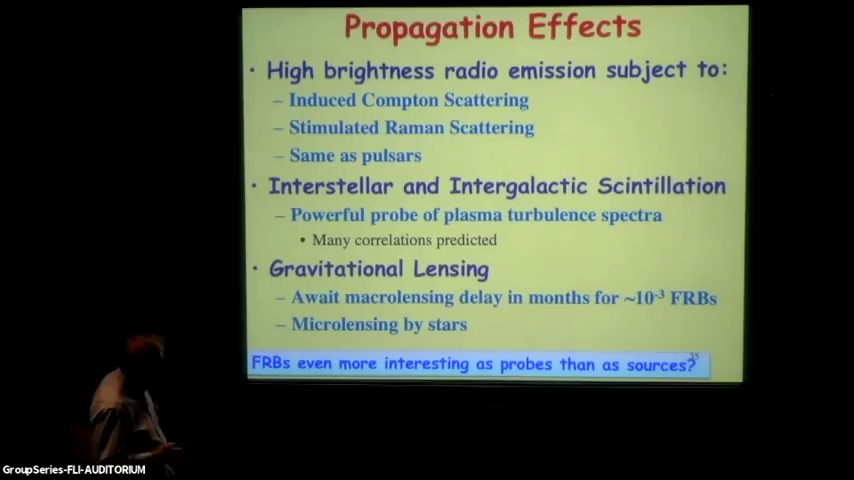 Propagation Effects
• High brightness radio emission subject to:
– Induced Compton Scattering
– Stimulated Raman Scattering
– Same as pulsars
• Interstellar and Intergalactic Scintillation
– Powerful probe of plasma turbulence spectra
• Many correlations predicted
• Gravitational Lensing
– Await macrolensing delay in months for ~10⁻³ FRBs
– Microlensing by stars
FRBs even more interesting as probes than as sources?
GroupSeries-FLI-AUDITORIUM